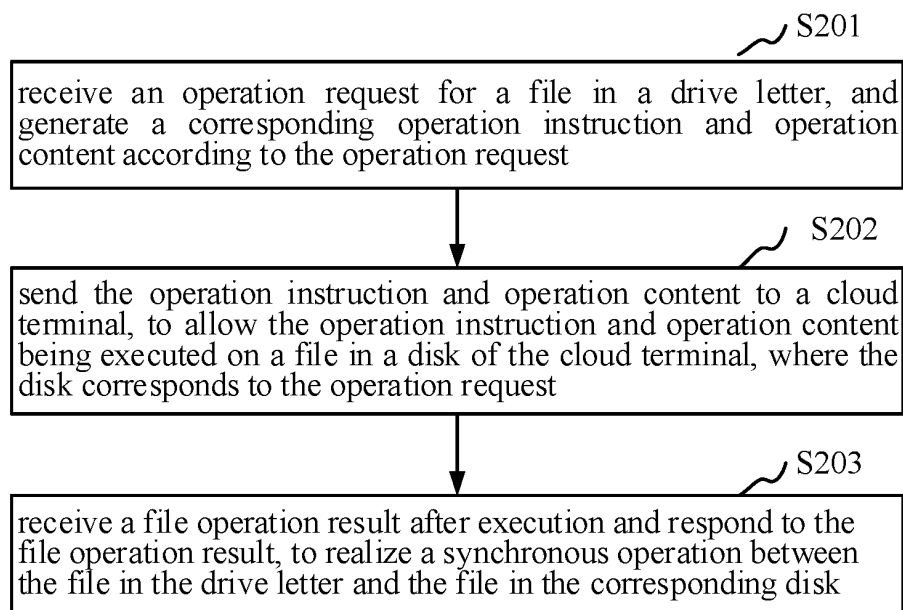 S201
receive an operation request for a file in a drive letter, and
generate a corresponding operation instruction and operation
content according to the operation request
S202
send the operation instruction and operation content to a cloud
terminal, to allow the operation instruction and operation content
being executed on a file in a disk of the cloud terminal, where the
disk corresponds to the operation request
S203
receive a file operation result after execution and respond to the
file operation result, to realize a synchronous operation between
the file in the drive letter and the file in the corresponding disk